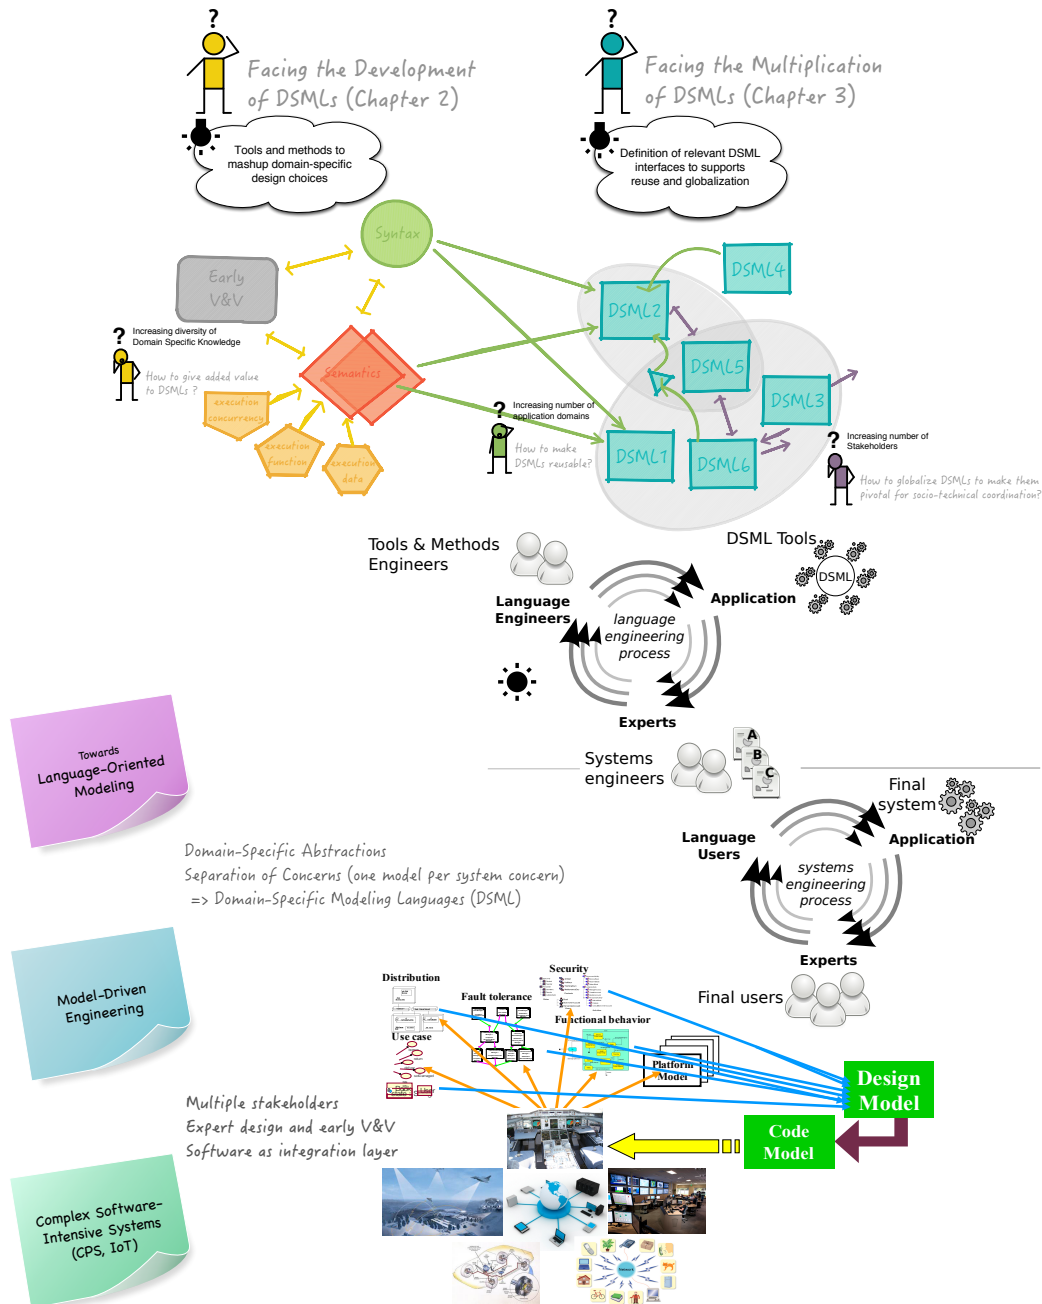 ?
?
Facing the Development
of DSMLs (Chapter 2)
Facing the Multiplication
of DSMLs (Chapter 3)
Tools and methods to
mashup domain-specific
design choices
Definition of relevant DSML
interfaces to supports
reuse and globalization
Syntax
Early
V&V
DSML4
DSML2
DSML5
DSML3
? Increasing diversity of
Domain Specific Knowledge
How to give added value
to DSMLs ?
Semantics
execution
concurrency
execution
function
execution
data
? Increasing number of
application domains
How to make
DSMLs reusable?
DSML1
DSML6
? Increasing number of
Stakeholders
How to globalize DSMLs to make them
pivotal for socio-technical coordination?
Tools & Methods
Engineers
DSML Tools
DSML
Language
Engineers
Application
language
engineering
process
Experts
Towards
Language-Oriented
Modeling
Systems
engineers
A
B
C
Final
system
Language
Users
Application
systems
engineering
process
Experts
Final users
Domain-Specific Abstractions
Separation of Concerns (one model per system concern)
=> Domain-Specific Modeling Languages (DSML)
Model-Driven
Engineering
Distribution
Security
Fault tolerance
Functional behavior
Use case
Platform
Model
Design
Model
Code
Model
Multiple stakeholders
Expert design and early V&V
Software as integration layer
Complex Software-
Intensive Systems
(CPS, IoT)